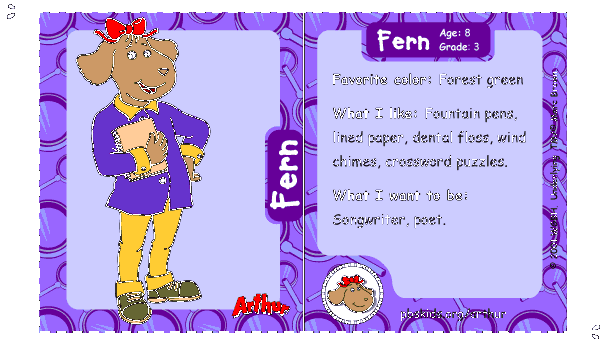 Fern
Arthur
Fern
Age: 8
Grade: 3
Favorite color: Forest green
What I like: Fountain pens,
lined paper, dental floss, wind
chimes, crossword puzzles.
What I want to be:
Songwriter, poet.
pbskids.org/arthur